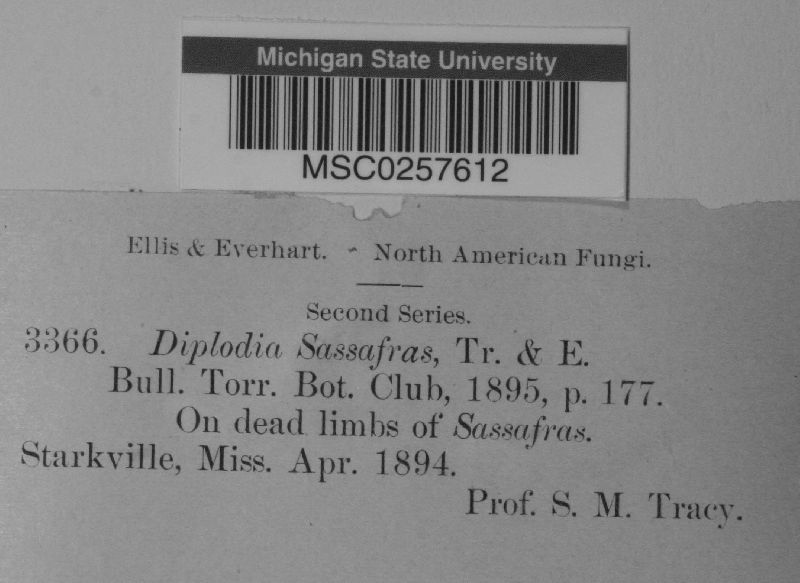 Michigan State University
MSC0257612
Ellis & Everhart. - North American Fungi.
Second Series.
3366. Diplodia Sassafras, Tr. & E.
Bull. Torr. Bot. Club, 1895, p. 177.
On dead limbs of Sassafras.
Starkville, Miss. Apr. 1894.
Prof. S. M. Tracy.